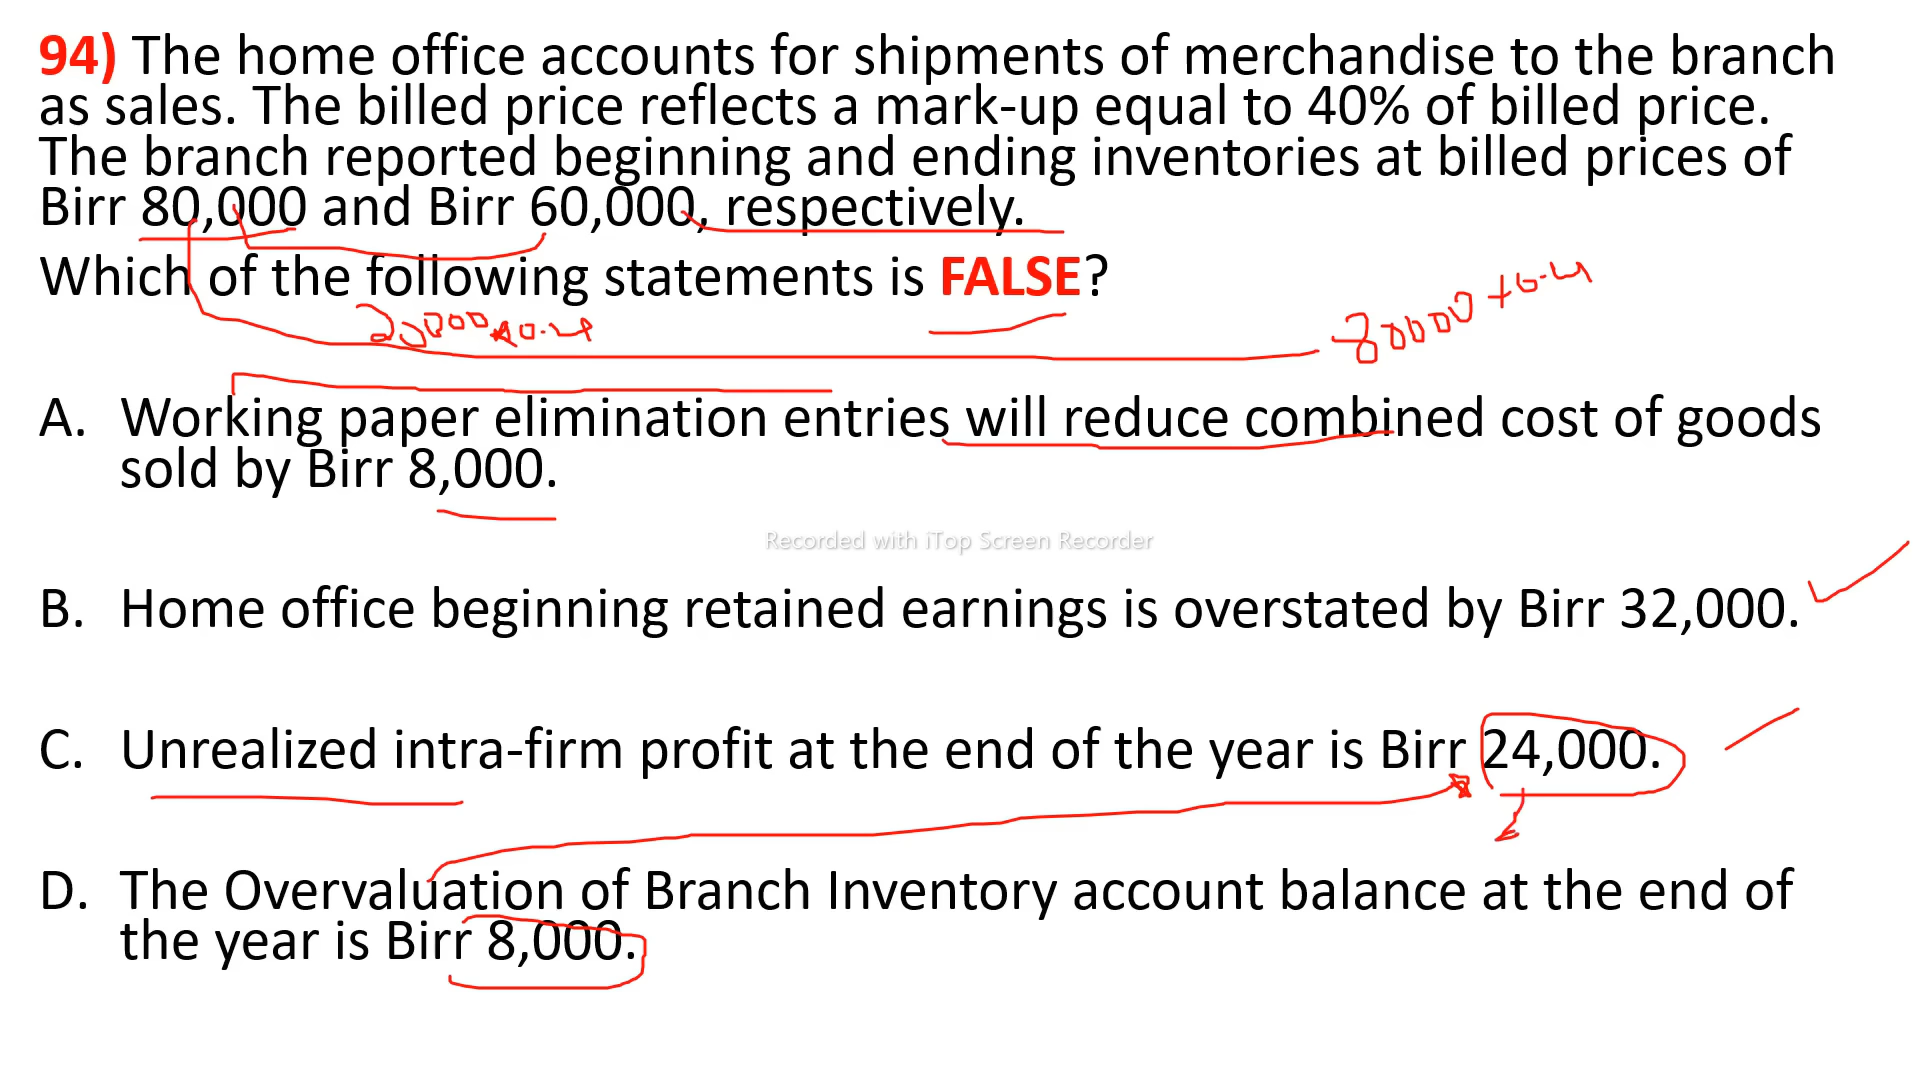 94) The home office accounts for shipments of merchandise to the branch
as sales. The billed price reflects a mark-up equal to 40% of billed price.
The branch reported beginning and ending inventories at billed prices of
Birr 80,000 and Birr 60,000, respectively.
Which of the following statements is FALSE?
80000 x 0.4
20000 x 0.4
A. Working paper elimination entries will reduce combined cost of goods
sold by Birr 8,000.
Recorded with iTop Screen Recorder
B. Home office beginning retained earnings is overstated by Birr 32,000.
C. Unrealized intra-firm profit at the end of the year is Birr 24,000.
D. The Overvaluation of Branch Inventory account balance at the end of
the year is Birr 8,000.